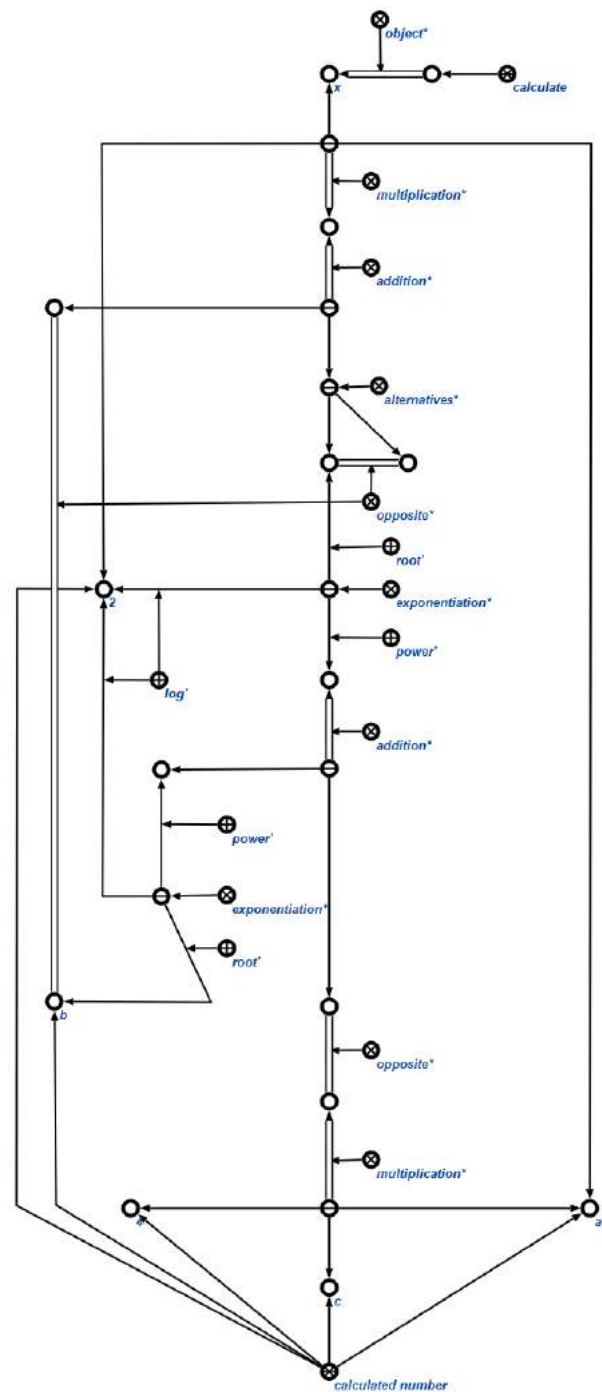 object*
x
calculate
multiplication*
addition*
alternatives*
opposite*
root'
2
exponentiation*
power'
log'
addition*
power'
exponentiation*
root'
b
opposite*
multiplication*
4
a
c
calculated number